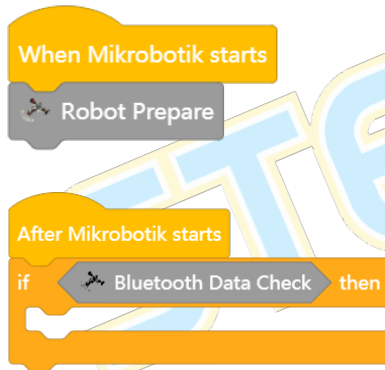 When Mikrobotik starts
Robot Prepare
After Mikrobotik starts
if Bluetooth Data Check then